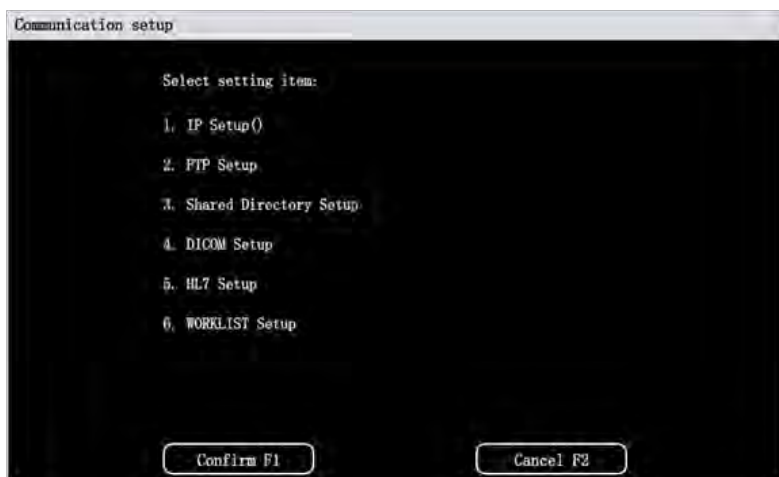 Communication setup
Select setting item:
1. IP Setup()
2. FTP Setup
3. Shared Directory Setup
4. DICOM Setup
5. HL7 Setup
6. WORKLIST Setup
Confirm F1 Cancel F2